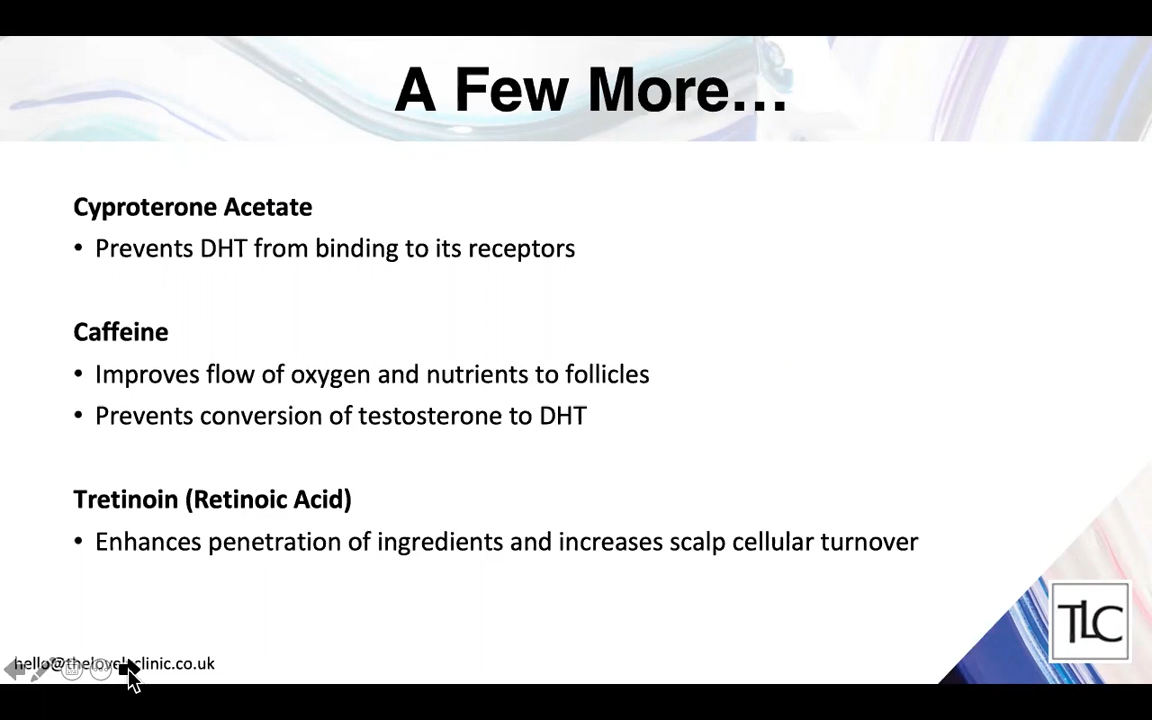 A Few More...
Cyproterone Acetate
• Prevents DHT from binding to its receptors
Caffeine
• Improves flow of oxygen and nutrients to follicles
• Prevents conversion of testosterone to DHT
Tretinoin (Retinoic Acid)
• Enhances penetration of ingredients and increases scalp cellular turnover
TLC